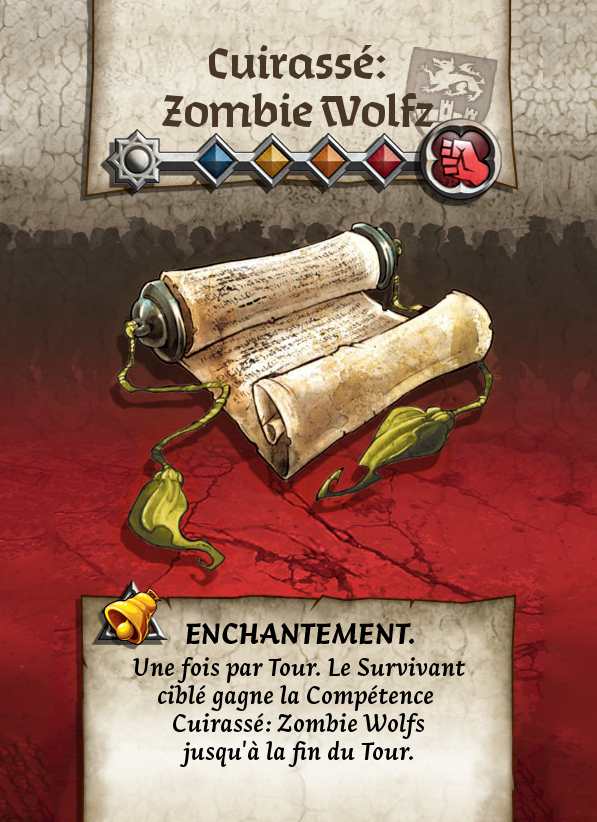 Cuirassé:
Zombie Wolfz
ENCHANTEMENT.
Une fois par Tour. Le Survivant
ciblé gagne la Compétence
Cuirassé: Zombie Wolfs
jusqu'à la fin du Tour.